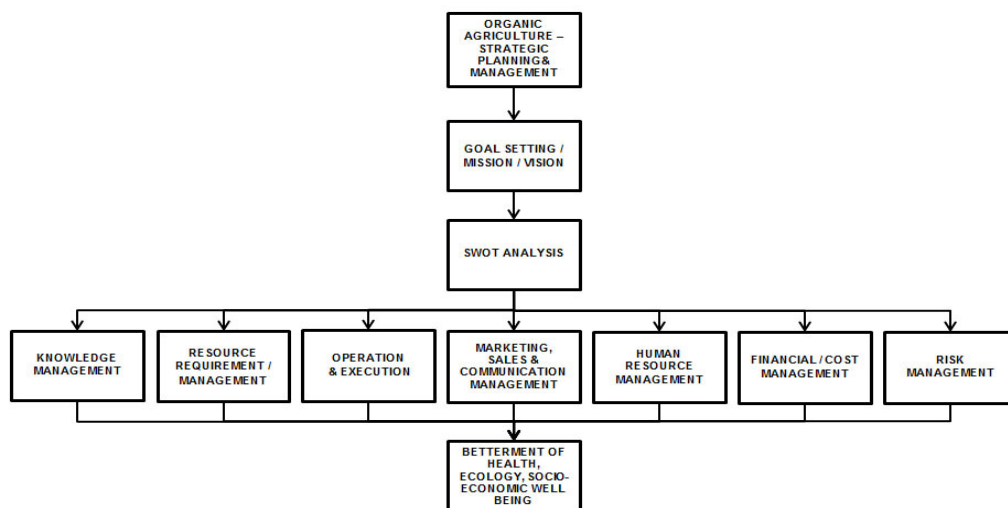 ORGANIC
AGRICULTURE –
STRATEGIC
PLANNING &
MANAGEMENT
GOAL SETTING /
MISSION / VISION
SWOT ANALYSIS
KNOWLEDGE
MANAGEMENT
RESOURCE
REQUIREMENT /
MANAGEMENT
OPERATION
& EXECUTION
MARKETING,
SALES &
COMMUNICATION
MANAGEMENT
HUMAN
RESOURCE
MANAGEMENT
FINANCIAL / COST
MANAGEMENT
RISK
MANAGEMENT
BETTERMENT OF
HEALTH,
ECOLOGY, SOCIO-
ECONOMIC WELL
BEING